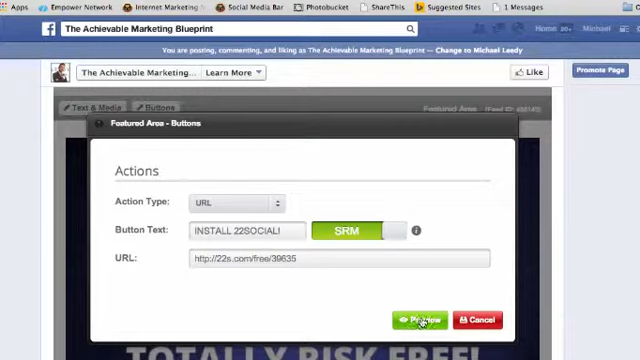 Apps Empower Network Internet Marketing Social Media Bar Photobucket ShareThis Suggested Sites 1 Messages
The Achievable Marketing Blueprint Home 20+ Michael
You are posting, commenting, and liking as The Achievable Marketing Blueprint — Change to Michael Leedy
The Achievable Marketing... Learn More Like Promote Page
Text & Media Buttons Featured Area
Featured Area - Buttons
Actions
Action Type: URL
Button Text: INSTALL 22SOCIAL! SRM
URL: http://22s.com/free/39635
Preview Cancel
TOTALLY RISK FREE!